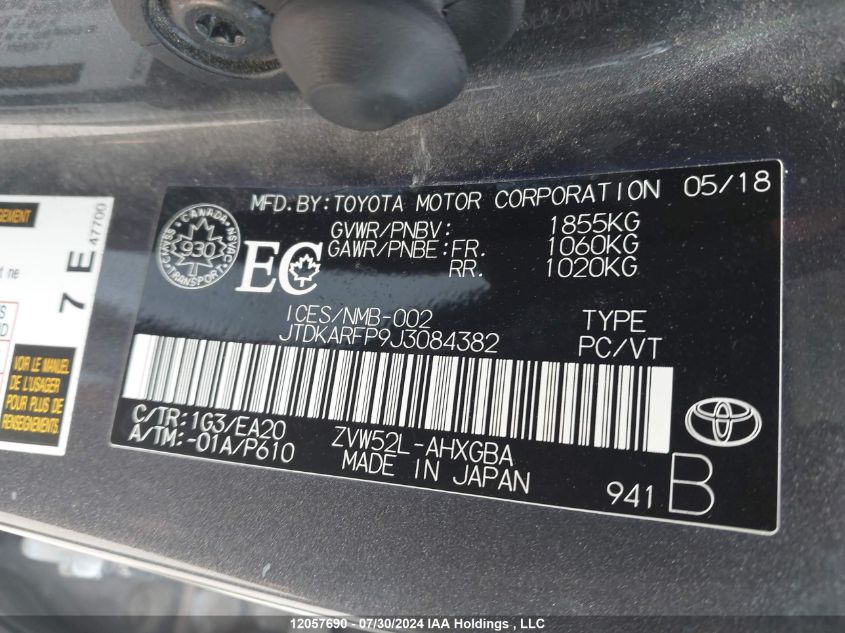 MFD.BY: TOYOTA MOTOR CORPORATION 05/18
GVWR/PNBV: 1855KG
GAWR/PNBE: FR. 1060KG
RR. 1020KG
CANADA
930
TRANSPORT
EC
ICES/NMB-002
JTDKARFP9J3084382
TYPE
PC/VT
C/TR: 1G3/EA20
A/TM: -01A/P610
ZVW52L-AHXGBA
MADE IN JAPAN
941 B
7 E 47700
VOIR LE MANUEL
DE L'USAGER
POUR PLUS DE
12057690 - 07/30/2024 IAA Holdings , LLC